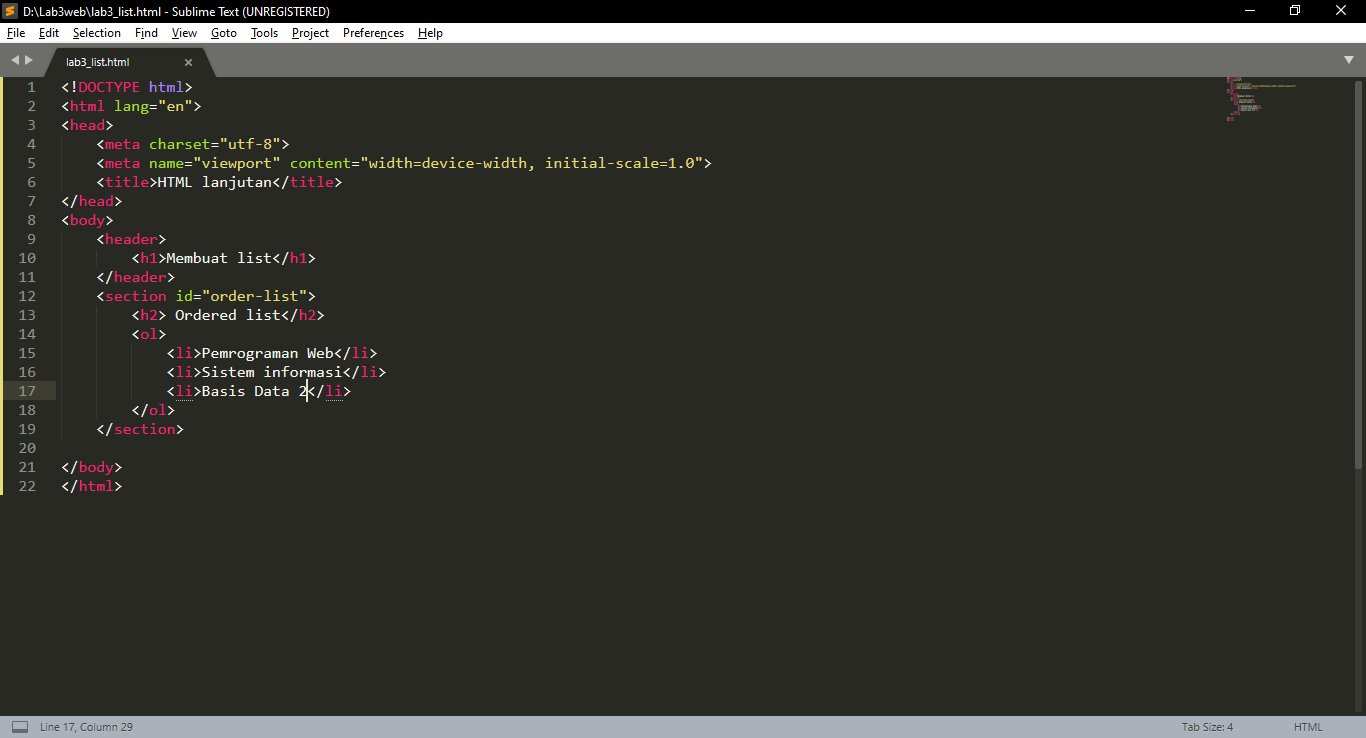 D:\Lab3web\lab3_list.html - Sublime Text (UNREGISTERED)
File Edit Selection Find View Goto Tools Project Preferences Help
lab3_list.html
1 <!DOCTYPE html>
2 <html lang="en">
3 <head>
4     <meta charset="utf-8">
5     <meta name="viewport" content="width=device-width, initial-scale=1.0">
6     <title>HTML lanjutan</title>
7 </head>
8 <body>
9     <header>
10         <h1>Membuat list</h1>
11     </header>
12     <section id="order-list">
13         <h2> Ordered list</h2>
14         <ol>
15             <li>Pemrograman Web</li>
16             <li>Sistem informasi</li>
17             <li>Basis Data 2</li>
18         </ol>
19     </section>
20
21 </body>
22 </html>
Line 17, Column 29 Tab Size: 4 HTML